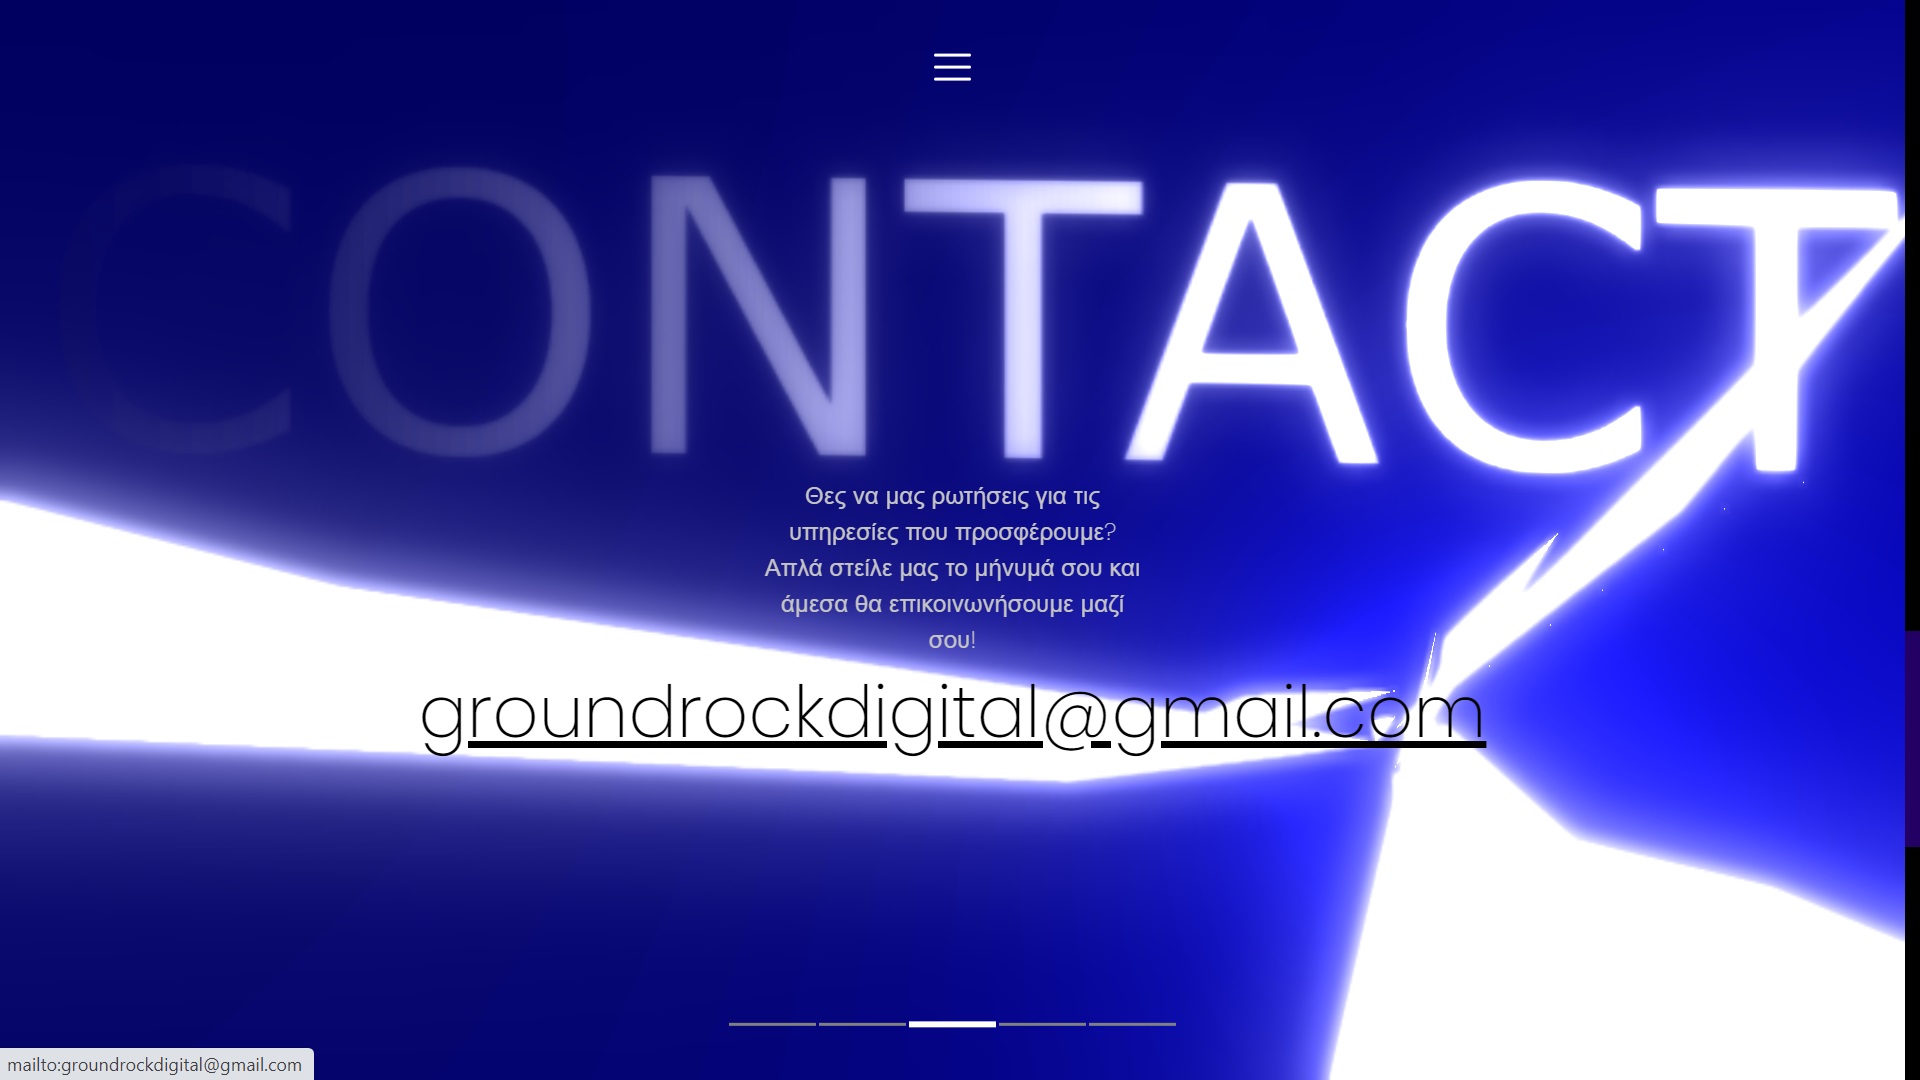 CONTACT
Θες να μας ρωτήσεις για τις
υπηρεσίες που προσφέρουμε?
Απλά στείλε μας το μήνυμά σου και
άμεσα θα επικοινωνήσουμε μαζί
σου!
groundrockdigital@gmail.com
mailto:groundrockdigital@gmail.com